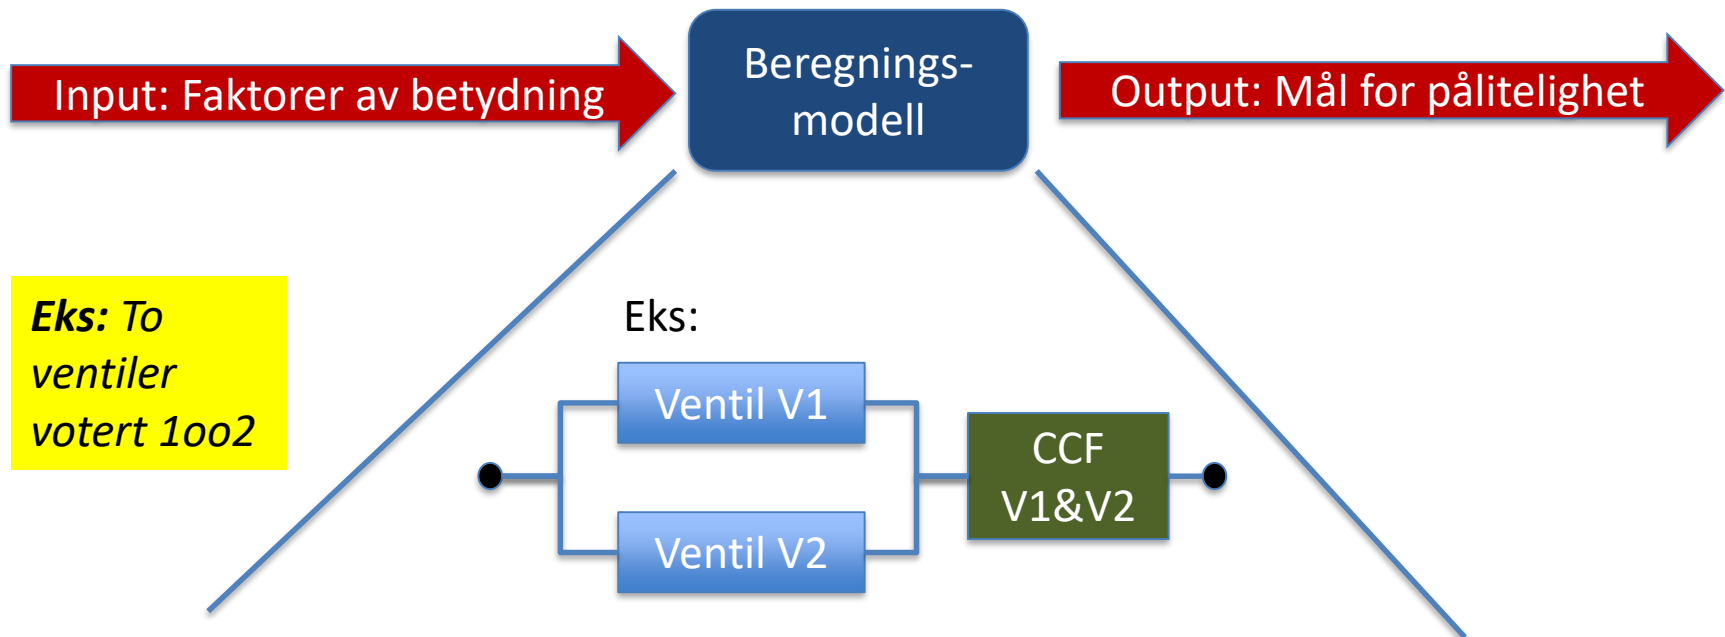 Input: Faktorer av betydning
Beregnings-
modell
Output: Mål for pålitelighet
Eks: To
ventiler
votert 1oo2
Eks:
Ventil V1
Ventil V2
CCF
V1&V2